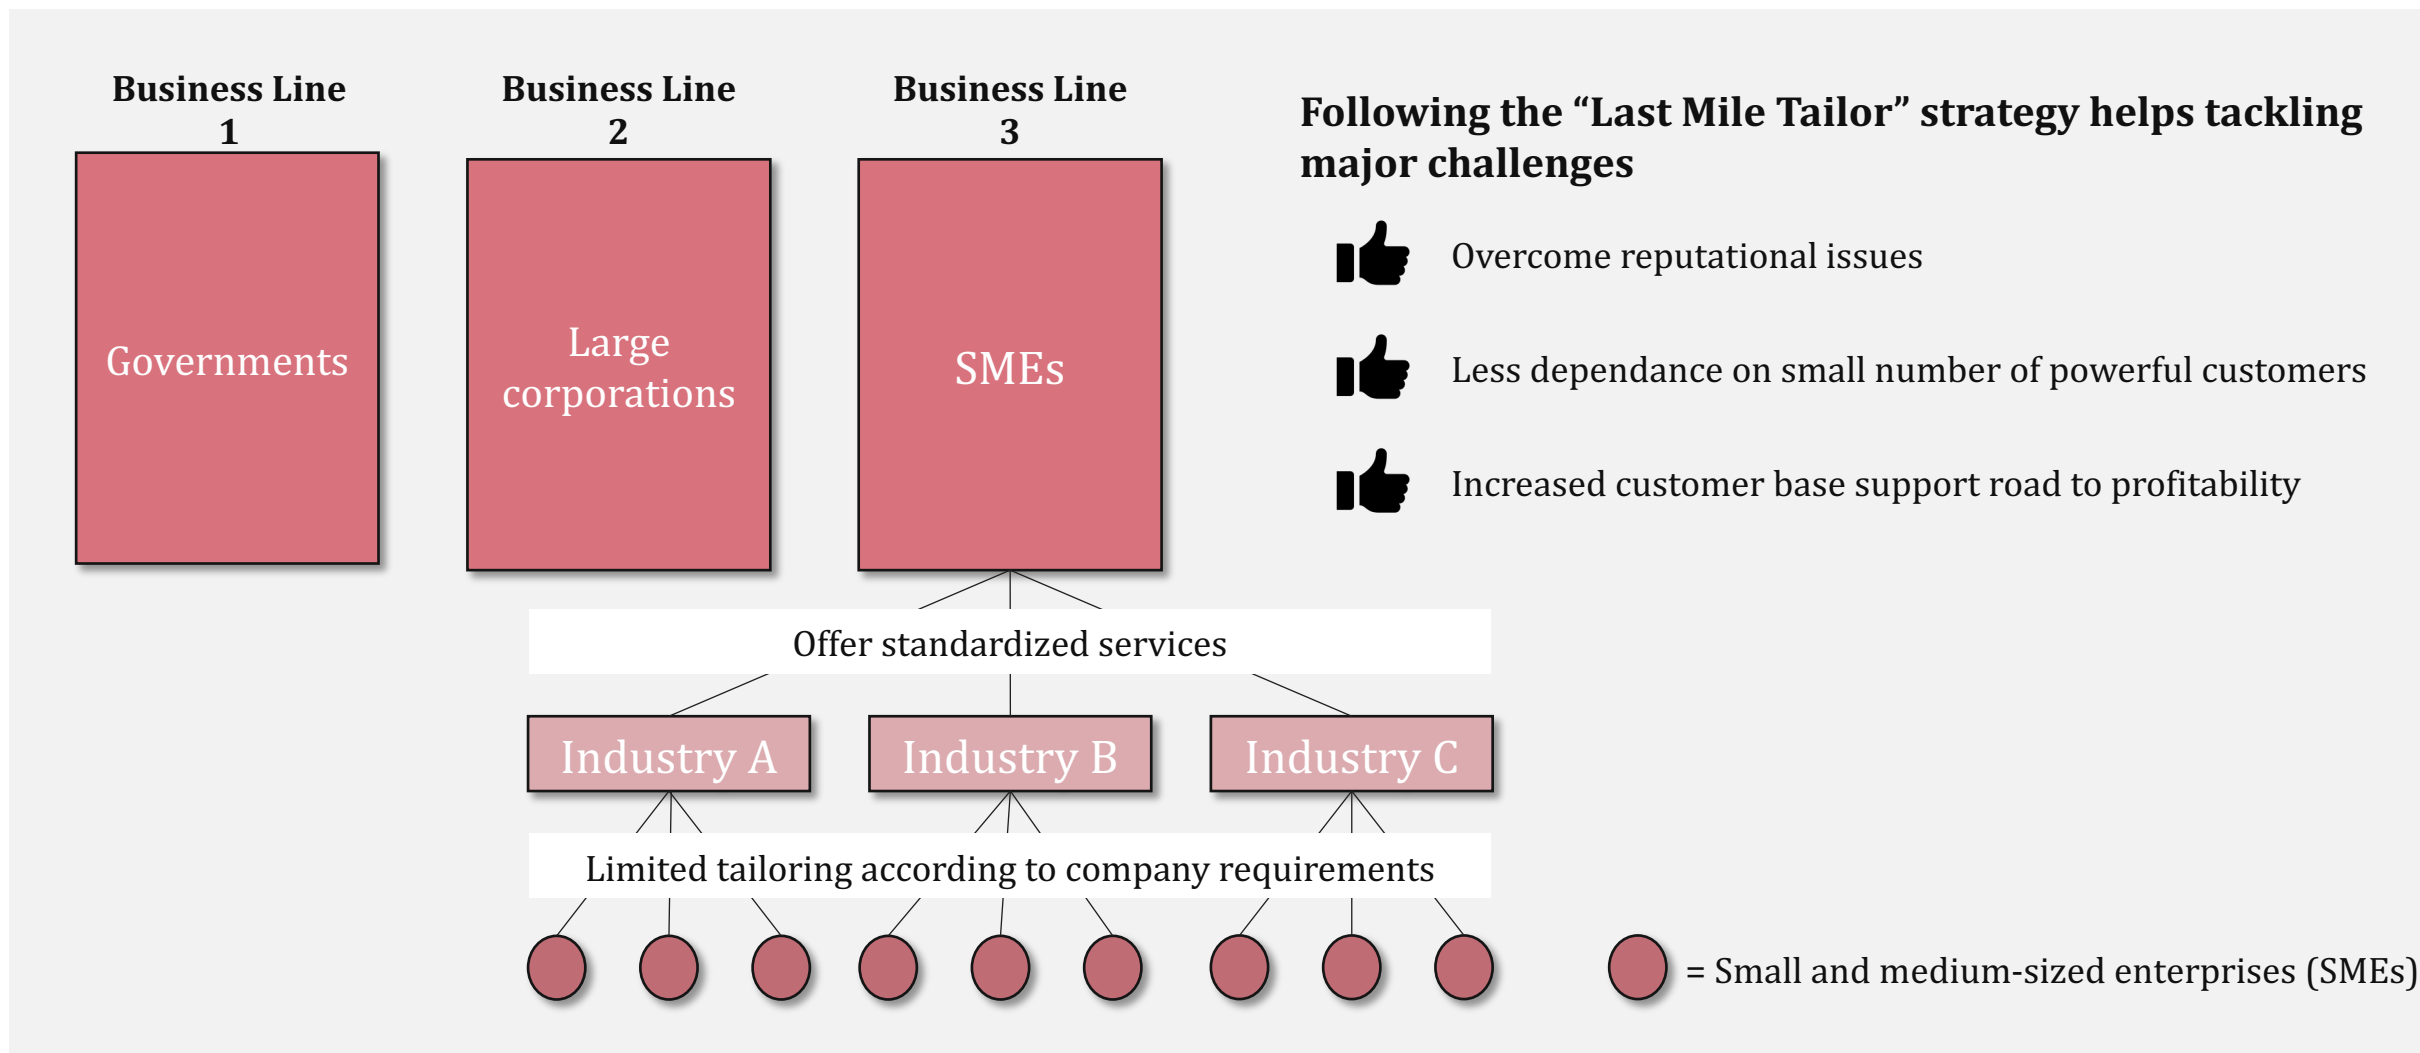 Business Line
1
Business Line
2
Business Line
3
Governments
Large
corporations
SMEs
Following the “Last Mile Tailor” strategy helps tackling
major challenges
Overcome reputational issues
Less dependance on small number of powerful customers
Increased customer base support road to profitability
Offer standardized services
Industry A
Industry B
Industry C
Limited tailoring according to company requirements
= Small and medium-sized enterprises (SMEs)